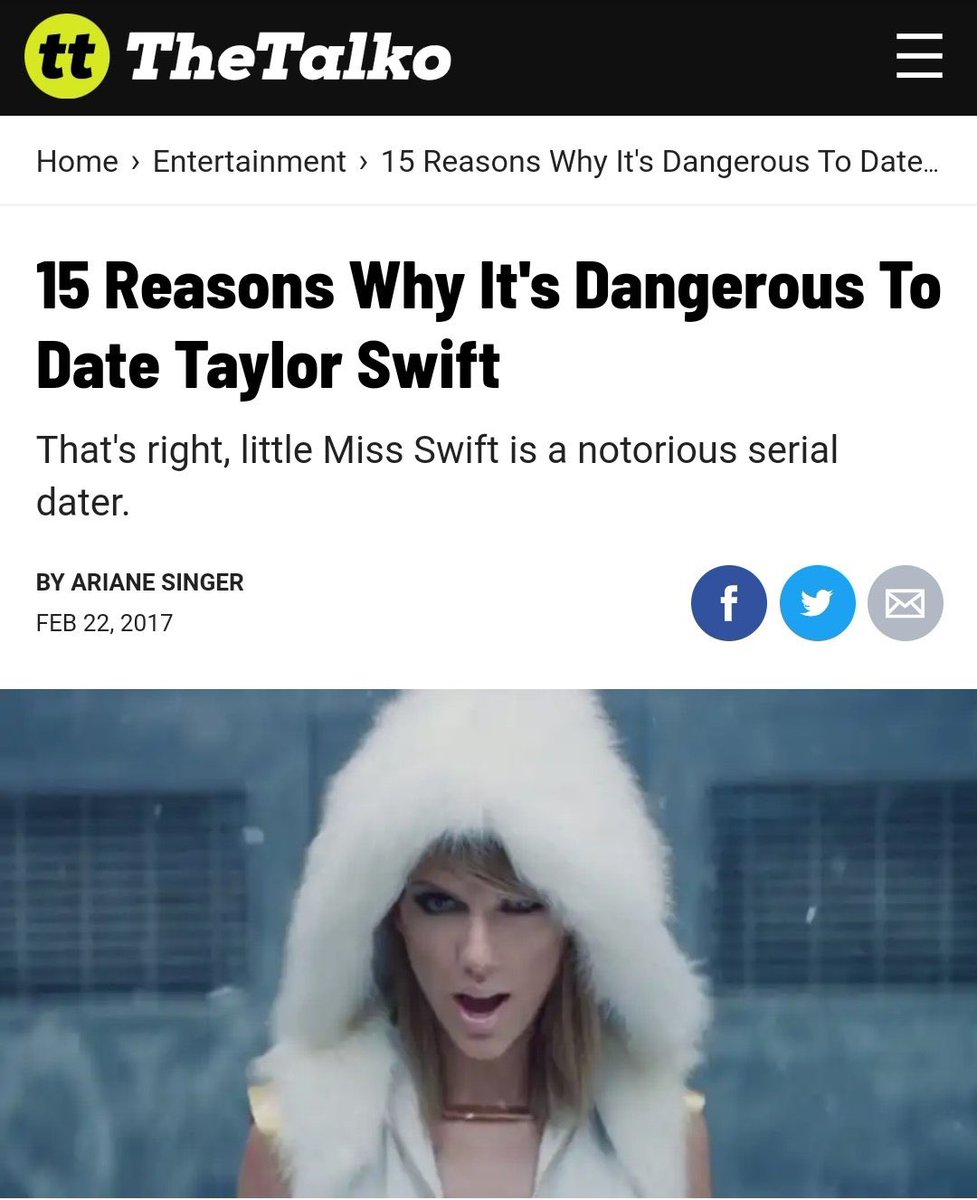 tt TheTalko
Home › Entertainment › 15 Reasons Why It's Dangerous To Date...
15 Reasons Why It's Dangerous To
Date Taylor Swift
That's right, little Miss Swift is a notorious serial
dater.
BY ARIANE SINGER
FEB 22, 2017
f